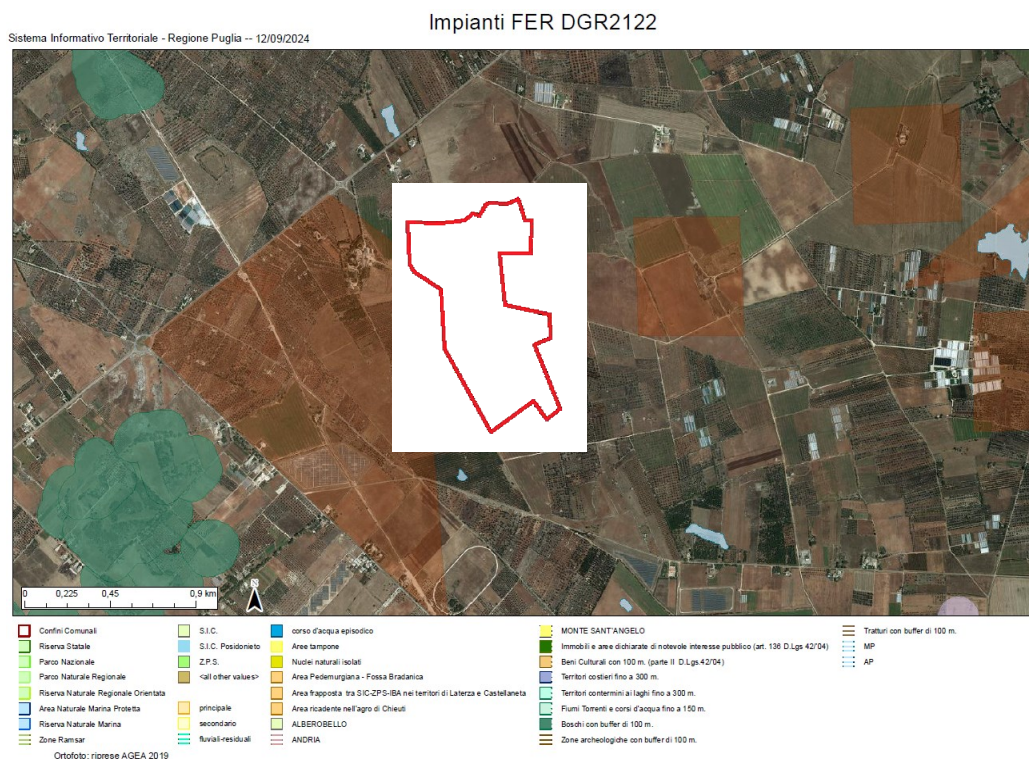 Impianti FER DGR2122
Sistema Informativo Territoriale - Regione Puglia -- 12/09/2024
0 0,225 0,45 0,9 km
N
Confini Comunali
Riserva Statale
Parco Nazionale
Parco Naturale Regionale
Riserva Naturale Regionale Orientata
Area Naturale Marina Protetta
Riserva Naturale Marina
Zone Ramsar
S.I.C.
S.I.C. Posidonieto
Z.P.S.
<all other values>
principale
secondario
fluviali-residuali
corso d'acqua episodico
Aree tampone
Nuclei naturali isolati
Area Pedemurgiana - Fossa Bradanica
Area frapposta tra SIC-ZPS-IBA nei territori di Laterza e Castellaneta
Area ricadente nell'agro di Chieuti
ALBEROBELLO
ANDRIA
MONTE SANT'ANGELO
Immobili e aree dichiarate di notevole interesse pubblico (art. 136 D.Lgs 42/'04)
Beni Culturali con 100 m. (parte II D.Lgs.42/'04)
Territori costieri fino a 300 m.
Territori contermini ai laghi fino a 300 m.
Fiumi Torrenti e corsi d'acqua fino a 150 m.
Boschi con buffer di 100 m.
Zone archeologiche con buffer di 100 m.
Tratturi con buffer di 100 m.
MP
AP
Ortofoto: riprese AGEA 2019